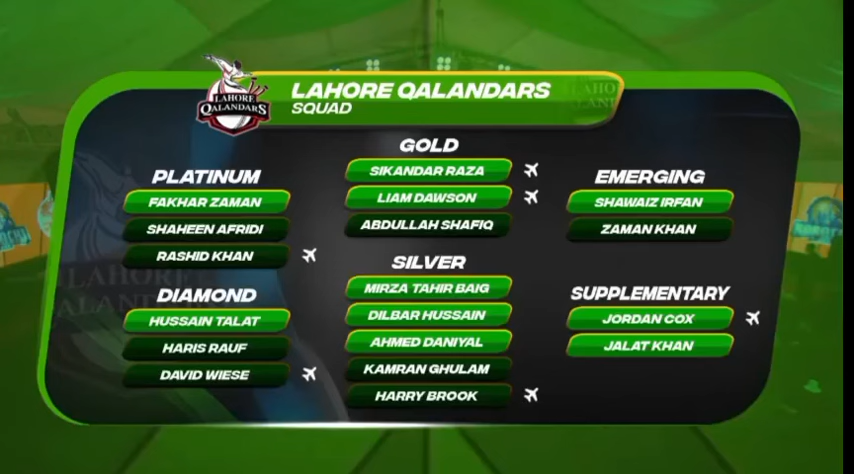 LAHORE
QALANDARS
LAHORE QALANDARS
SQUAD
PLATINUM
FAKHAR ZAMAN
SHAHEEN AFRIDI
RASHID KHAN
DIAMOND
HUSSAIN TALAT
HARIS RAUF
DAVID WIESE
GOLD
SIKANDAR RAZA
LIAM DAWSON
ABDULLAH SHAFIQ
SILVER
MIRZA TAHIR BAIG
DILBAR HUSSAIN
AHMED DANIYAL
KAMRAN GHULAM
HARRY BROOK
EMERGING
SHAWAIZ IRFAN
ZAMAN KHAN
SUPPLEMENTARY
JORDAN COX
JALAT KHAN